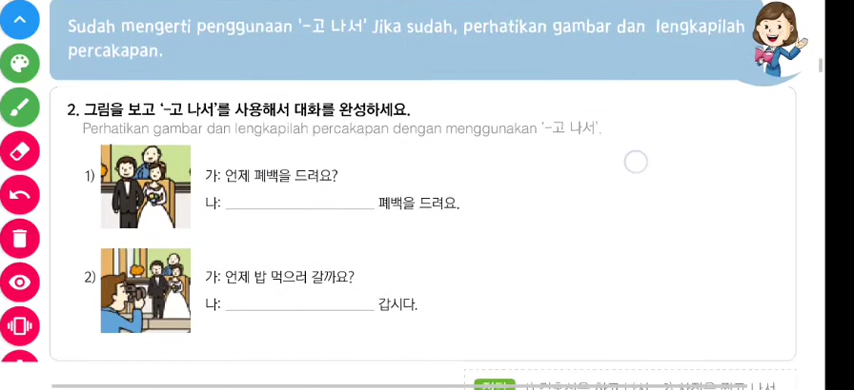 Sudah mengerti penggunaan '-고 나서' Jika sudah, perhatikan gambar dan lengkapilah
percakapan.
2. 그림을 보고 '-고 나서'를 사용해서 대화를 완성하세요.
Perhatikan gambar dan lengkapilah percakapan dengan menggunakan '-고 나서'.
1)
가: 언제 폐백을 드려요?
나: ____________________ 폐백을 드려요.
2)
가: 언제 밥 먹으러 갈까요?
나: ____________________ 갑시다.